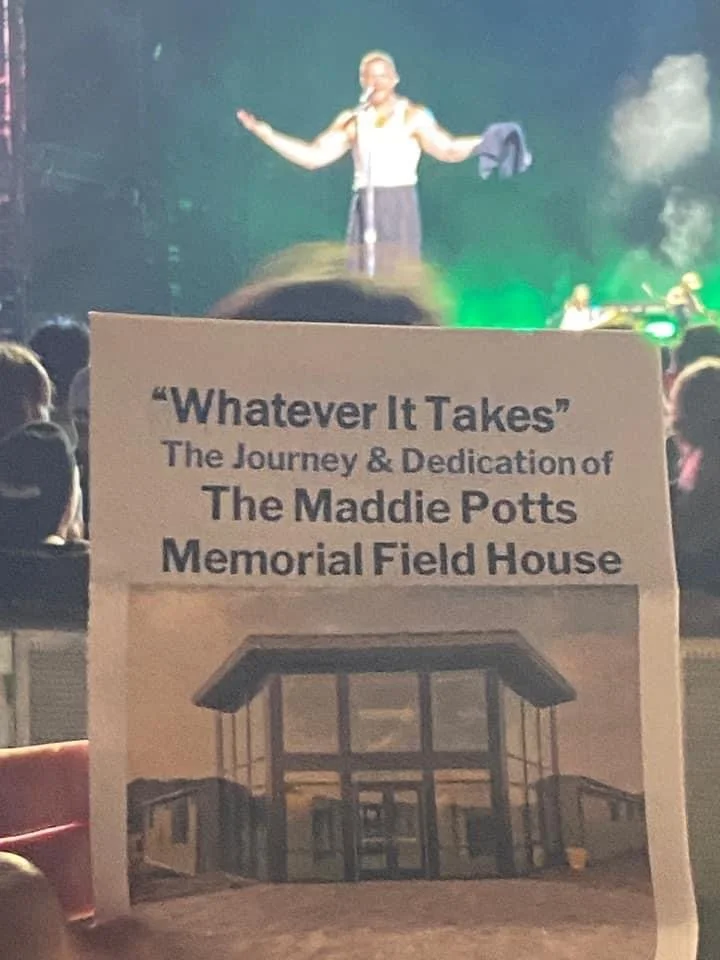 “Whatever It Takes”
The Journey & Dedication of
The Maddie Potts
Memorial Field House